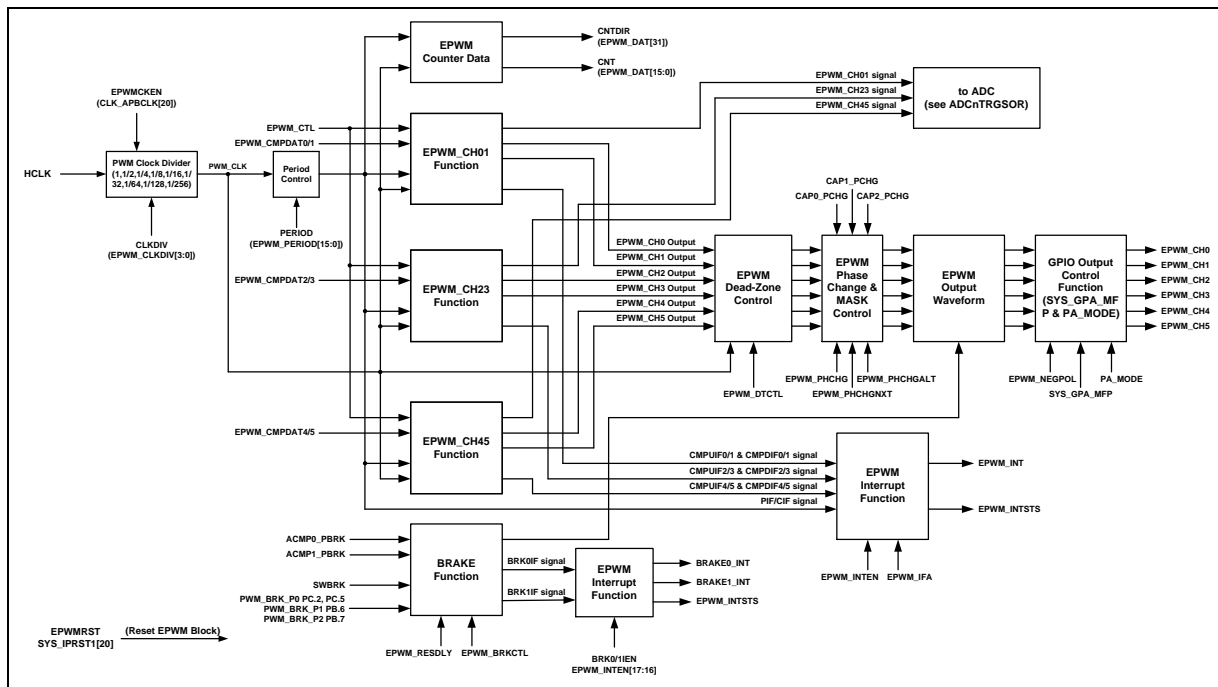 EPWM
Counter Data
CNTDIR
(EPWM_DAT[31])
CNT
(EPWM_DAT[15:0])
EPWMCKEN
(CLK_APBCLK[20])
HCLK
PWM Clock Divider
(1,1/2,1/4,1/8,1/16,1/
32,1/64,1/128,1/256)
PWM_CLK
CLKDIV
(EPWM_CLKDIV[3:0])
Period
Control
PERIOD
(EPWM_PERIOD[15:0])
EPWM_CTL
EPWM_CMPDAT0/1
EPWM_CH01
Function
EPWM_CH01 signal
EPWM_CH23 signal
EPWM_CH45 signal
to ADC
(see ADCnTRGSOR)
EPWM_CMPDAT2/3
EPWM_CH23
Function
EPWM_CMPDAT4/5
EPWM_CH45
Function
EPWM_CH0 Output
EPWM_CH1 Output
EPWM_CH2 Output
EPWM_CH3 Output
EPWM_CH4 Output
EPWM_CH5 Output
EPWM
Dead-Zone
Control
EPWM_DTCTL
CAP1_PCHG
CAP0_PCHG
CAP2_PCHG
EPWM
Phase
Change &
MASK
Control
EPWM_PHCHG
EPWM_PHCHGALT
EPWM_PHCHGNXT
EPWM
Output
Waveform
GPIO Output
Control
Function
(SYS_GPA_MF
P & PA_MODE)
EPWM_NEGPOL
PA_MODE
SYS_GPA_MFP
EPWM_CH0
EPWM_CH1
EPWM_CH2
EPWM_CH3
EPWM_CH4
EPWM_CH5
CMPUIF0/1 & CMPDIF0/1 signal
CMPUIF2/3 & CMPDIF2/3 signal
CMPUIF4/5 & CMPDIF4/5 signal
PIF/CIF signal
EPWM
Interrupt
Function
EPWM_INT
EPWM_INTSTS
EPWM_INTEN
EPWM_IFA
ACMP0_PBRK
ACMP1_PBRK
SWBRK
PWM_BRK_P0 PC.2, PC.5
PWM_BRK_P1 PB.6
PWM_BRK_P2 PB.7
BRAKE
Function
EPWM_RESDLY
EPWM_BRKCTL
BRK0IF signal
BRK1IF signal
EPWM
Interrupt
Function
BRAKE0_INT
BRAKE1_INT
EPWM_INTSTS
BRK0/1IEN
EPWM_INTEN[17:16]
EPWMRST
SYS_IPRST1[20]
(Reset EPWM Block)